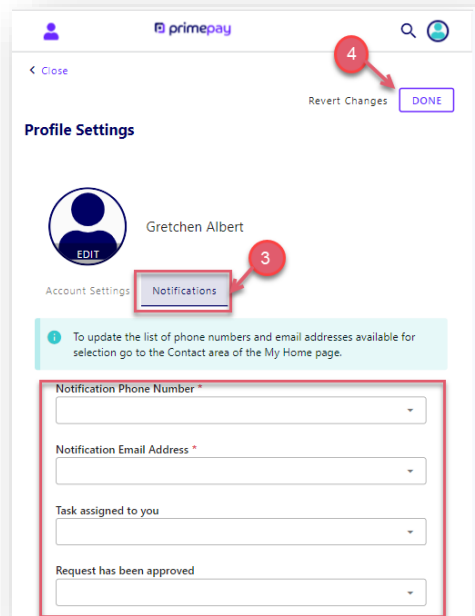 primepay
4
Close
Revert Changes DONE
Profile Settings
EDIT
Gretchen Albert
3
Account Settings Notifications
To update the list of phone numbers and email addresses available for
selection go to the Contact area of the My Home page.
Notification Phone Number *
Notification Email Address *
Task assigned to you
Request has been approved